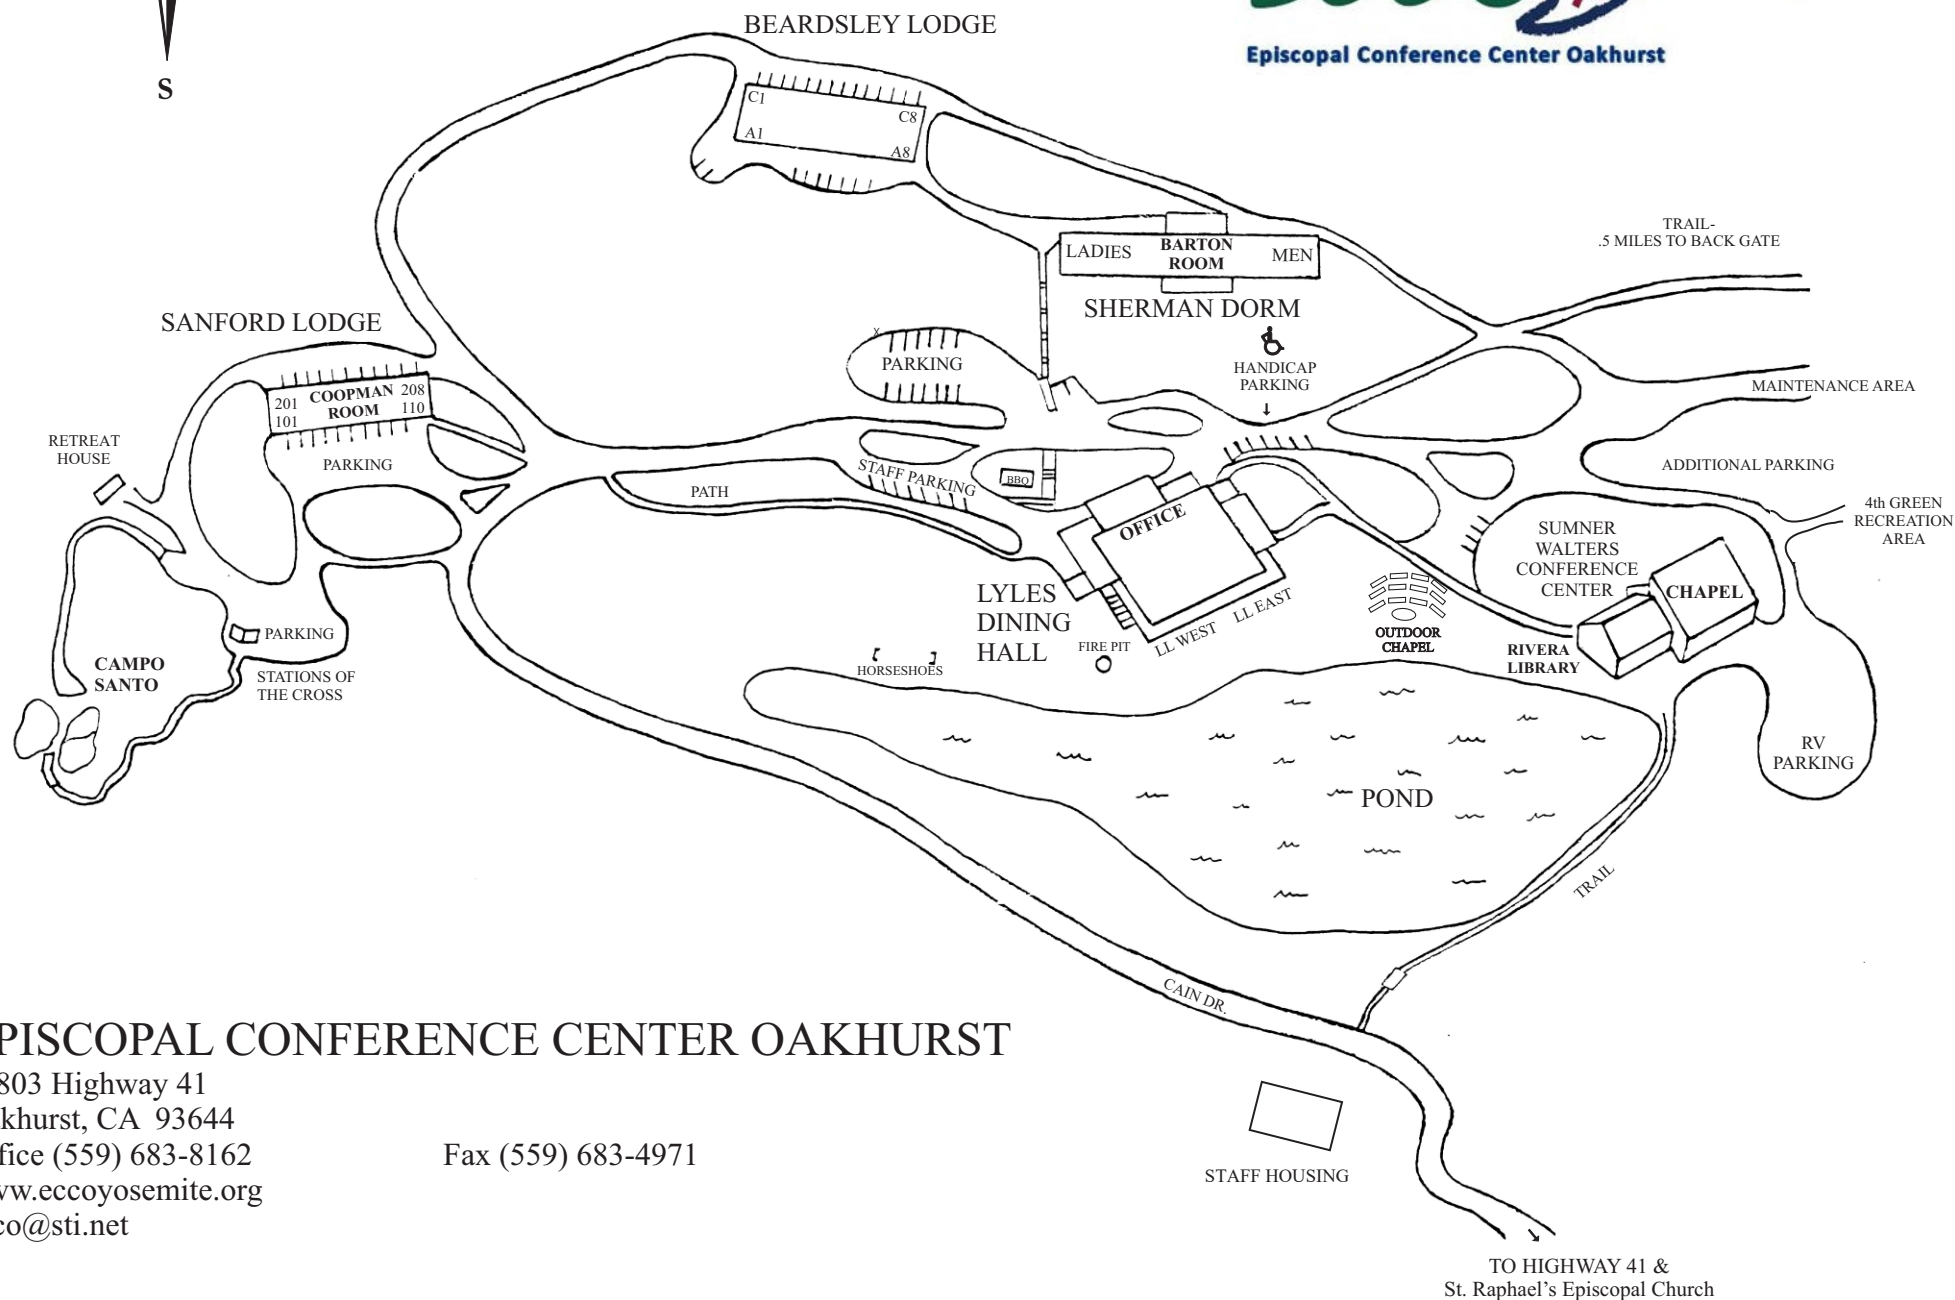 BEARDSLEY LODGE
Episcopal Conference Center Oakhurst
S
C1
C8
A1
A8
TRAIL-
.5 MILES TO BACK GATE
LADIES
BARTON
ROOM
MEN
SHERMAN DORM
SANFORD LODGE
X
PARKING
HANDICAP
PARKING
MAINTENANCE AREA
201
COOPMAN
208
101
ROOM
110
RETREAT
HOUSE
PARKING
STAFF PARKING
PATH
BBQ
ADDITIONAL PARKING
4th GREEN
RECREATION
AREA
OFFICE
SUMNER
WALTERS
CONFERENCE
CENTER
CHAPEL
LYLES
DINING
HALL
LL WEST
LL EAST
FIRE PIT
OUTDOOR
CHAPEL
RIVERA
LIBRARY
PARKING
HORSESHOES
CAMPO
SANTO
STATIONS OF
THE CROSS
RV
PARKING
POND
TRAIL
CAIN DR.
PISCOPAL CONFERENCE CENTER OAKHURST
803 Highway 41
khurst, CA 93644
fice (559) 683-8162
Fax (559) 683-4971
w.eccoyosemite.org
co@sti.net
STAFF HOUSING
TO HIGHWAY 41 &
St. Raphael's Episcopal Church